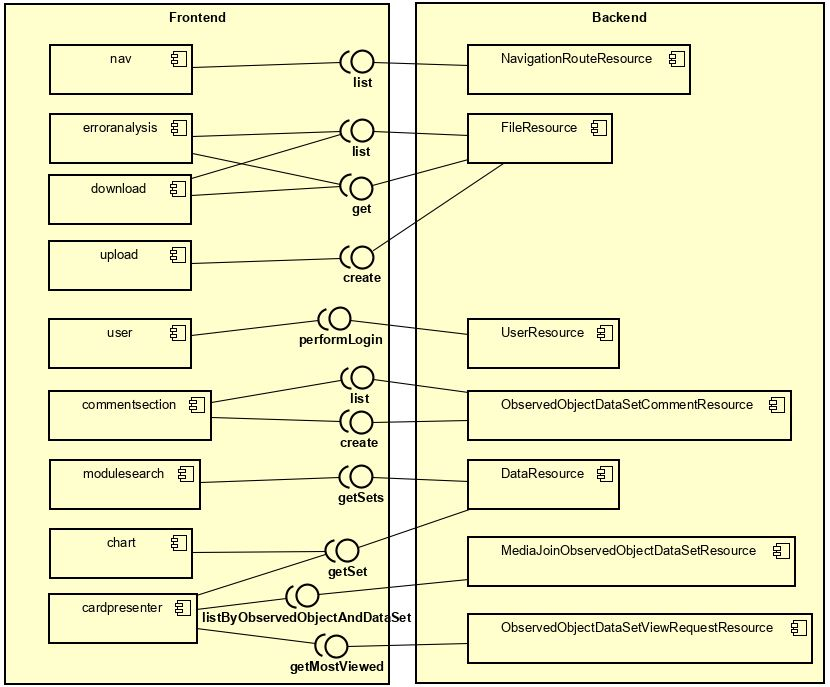 Frontend
Backend
nav
list
NavigationRouteResource
erroranalysis
list
FileResource
download
get
upload
create
user
performLogin
UserResource
commentsection
list
create
ObservedObjectDataSetCommentResource
modulesearch
getSets
DataResource
chart
getSet
MediaJoinObservedObjectDataSetResource
cardpresenter
listByObservedObjectAndDataSet
getMostViewed
ObservedObjectDataSetViewRequestResource